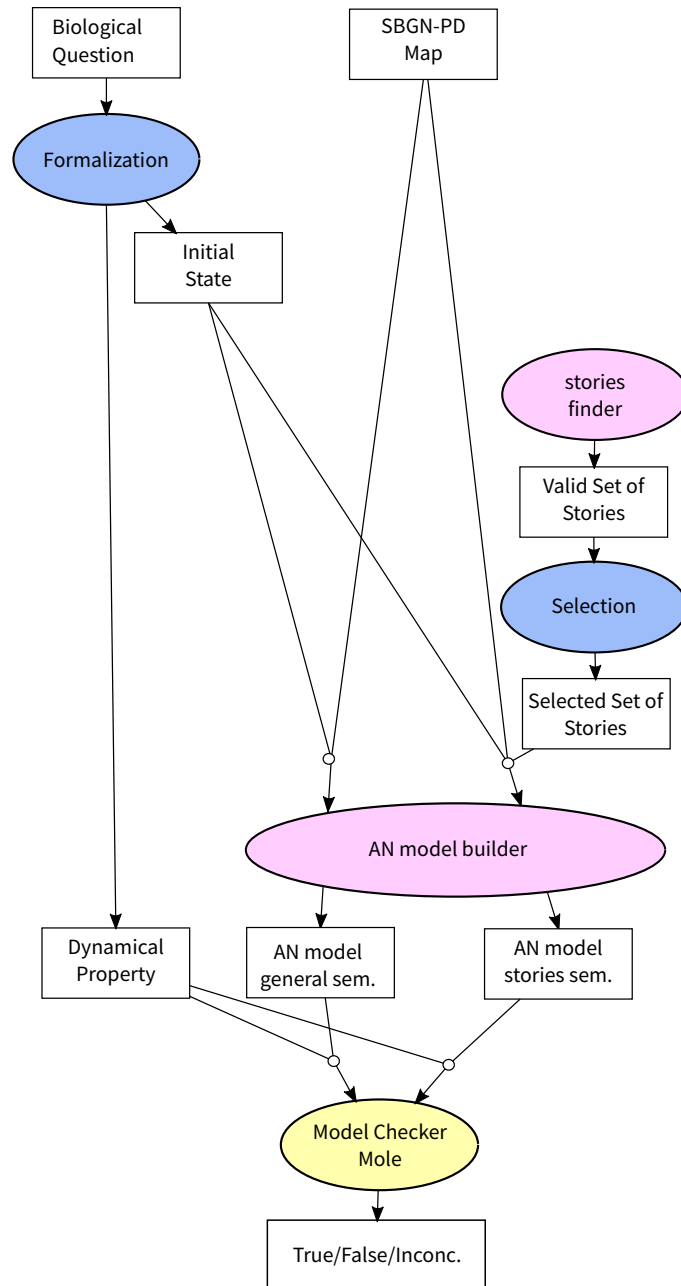 Biological
Question
SBGN-PD
Map
Formalization
Initial
State
stories
finder
Valid Set of
Stories
Selection
Selected Set of
Stories
AN model builder
Dynamical
Property
AN model
general sem.
AN model
stories sem.
Model Checker
Mole
True/False/Inconc.